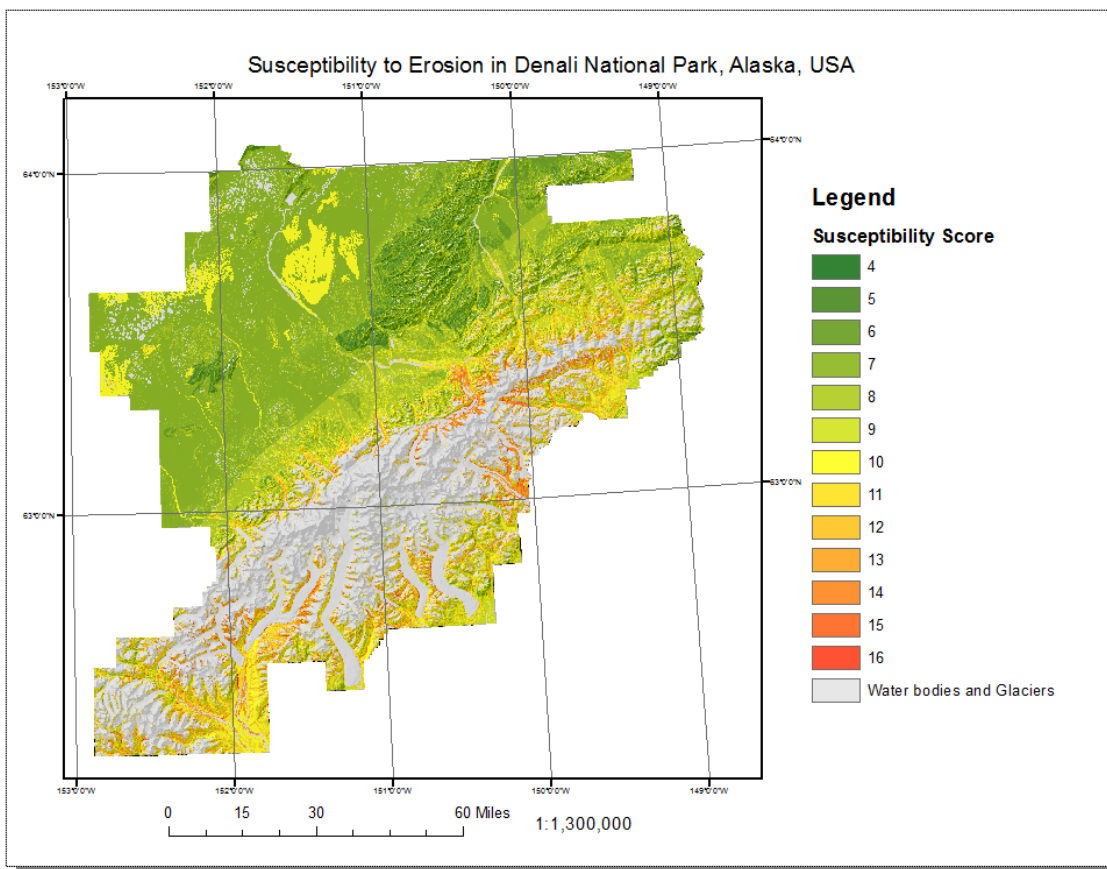 Susceptibility to Erosion in Denali National Park, Alaska, USA
153°0'0"W 152°0'0"W 151°0'0"W 150°0'0"W 149°0'0"W
64°0'0"N
64°0'0"N
63°0'0"N
63°0'0"N
153°0'0"W 152°0'0"W 151°0'0"W 150°0'0"W 149°0'0"W
0 15 30 60 Miles
1:1,300,000
Legend
Susceptibility Score
4
5
6
7
8
9
10
11
12
13
14
15
16
Water bodies and Glaciers